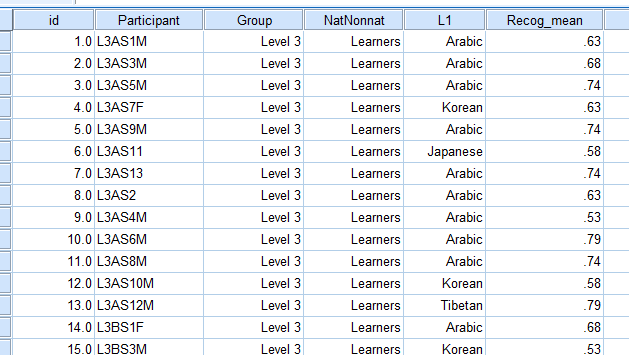 id Participant Group NatNonnat L1 Recog_mean
1.0 L3AS1M Level 3 Learners Arabic .63
2.0 L3AS3M Level 3 Learners Arabic .68
3.0 L3AS5M Level 3 Learners Arabic .74
4.0 L3AS7F Level 3 Learners Korean .63
5.0 L3AS9M Level 3 Learners Arabic .74
6.0 L3AS11 Level 3 Learners Japanese .58
7.0 L3AS13 Level 3 Learners Arabic .74
8.0 L3AS2 Level 3 Learners Arabic .63
9.0 L3AS4M Level 3 Learners Arabic .53
10.0 L3AS6M Level 3 Learners Arabic .79
11.0 L3AS8M Level 3 Learners Arabic .74
12.0 L3AS10M Level 3 Learners Korean .58
13.0 L3AS12M Level 3 Learners Tibetan .79
14.0 L3BS1F Level 3 Learners Arabic .68
15.0 L3BS3M Level 3 Learners Korean .53